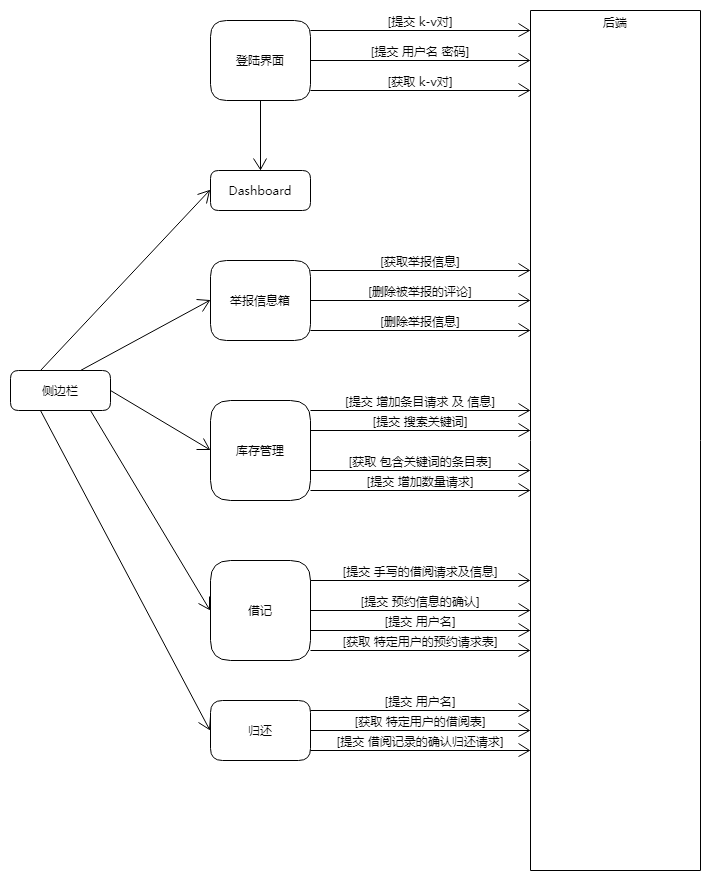 [提交 k-v对]
后端
登陆界面
[提交 用户名 密码]
[获取 k-v对]
Dashboard
[获取举报信息]
举报信息箱
[删除被举报的评论]
[删除举报信息]
侧边栏
[提交 增加条目请求 及 信息]
[提交 搜索关键词]
库存管理
[获取 包含关键词的条目表]
[提交 增加数量请求]
[提交 手写的借阅请求及信息]
[提交 预约信息的确认]
借记
[提交 用户名]
[获取 特定用户的预约请求表]
[提交 用户名]
[获取 特定用户的借阅表]
归还
[提交 借阅记录的确认归还请求]